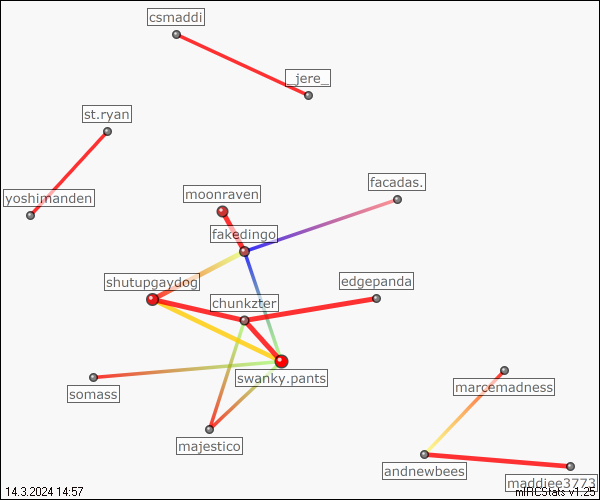 csmaddi
_jere_
st.ryan
yoshimanden
moonraven
facadas.
fakedingo
shutupgaydog
edgepanda
chunkzter
swanky.pants
somass
marcemadness
majestico
andnewbees
maddiee3773
14.3.2024 14:57
mIRCStats v1.25